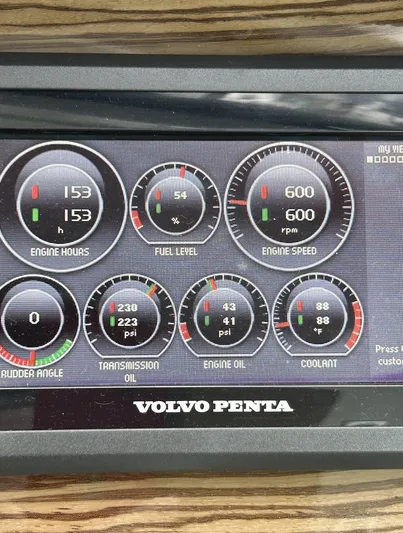 MY VIE
153
153
h
ENGINE HOURS
54
%
FUEL LEVEL
600
600
rpm
ENGINE SPEED
0
RUDDER ANGLE
230
223
psi
TRANSMISSION
OIL
43
41
psi
ENGINE OIL
88
88
°F
COOLANT
Press
custo
VOLVO PENTA